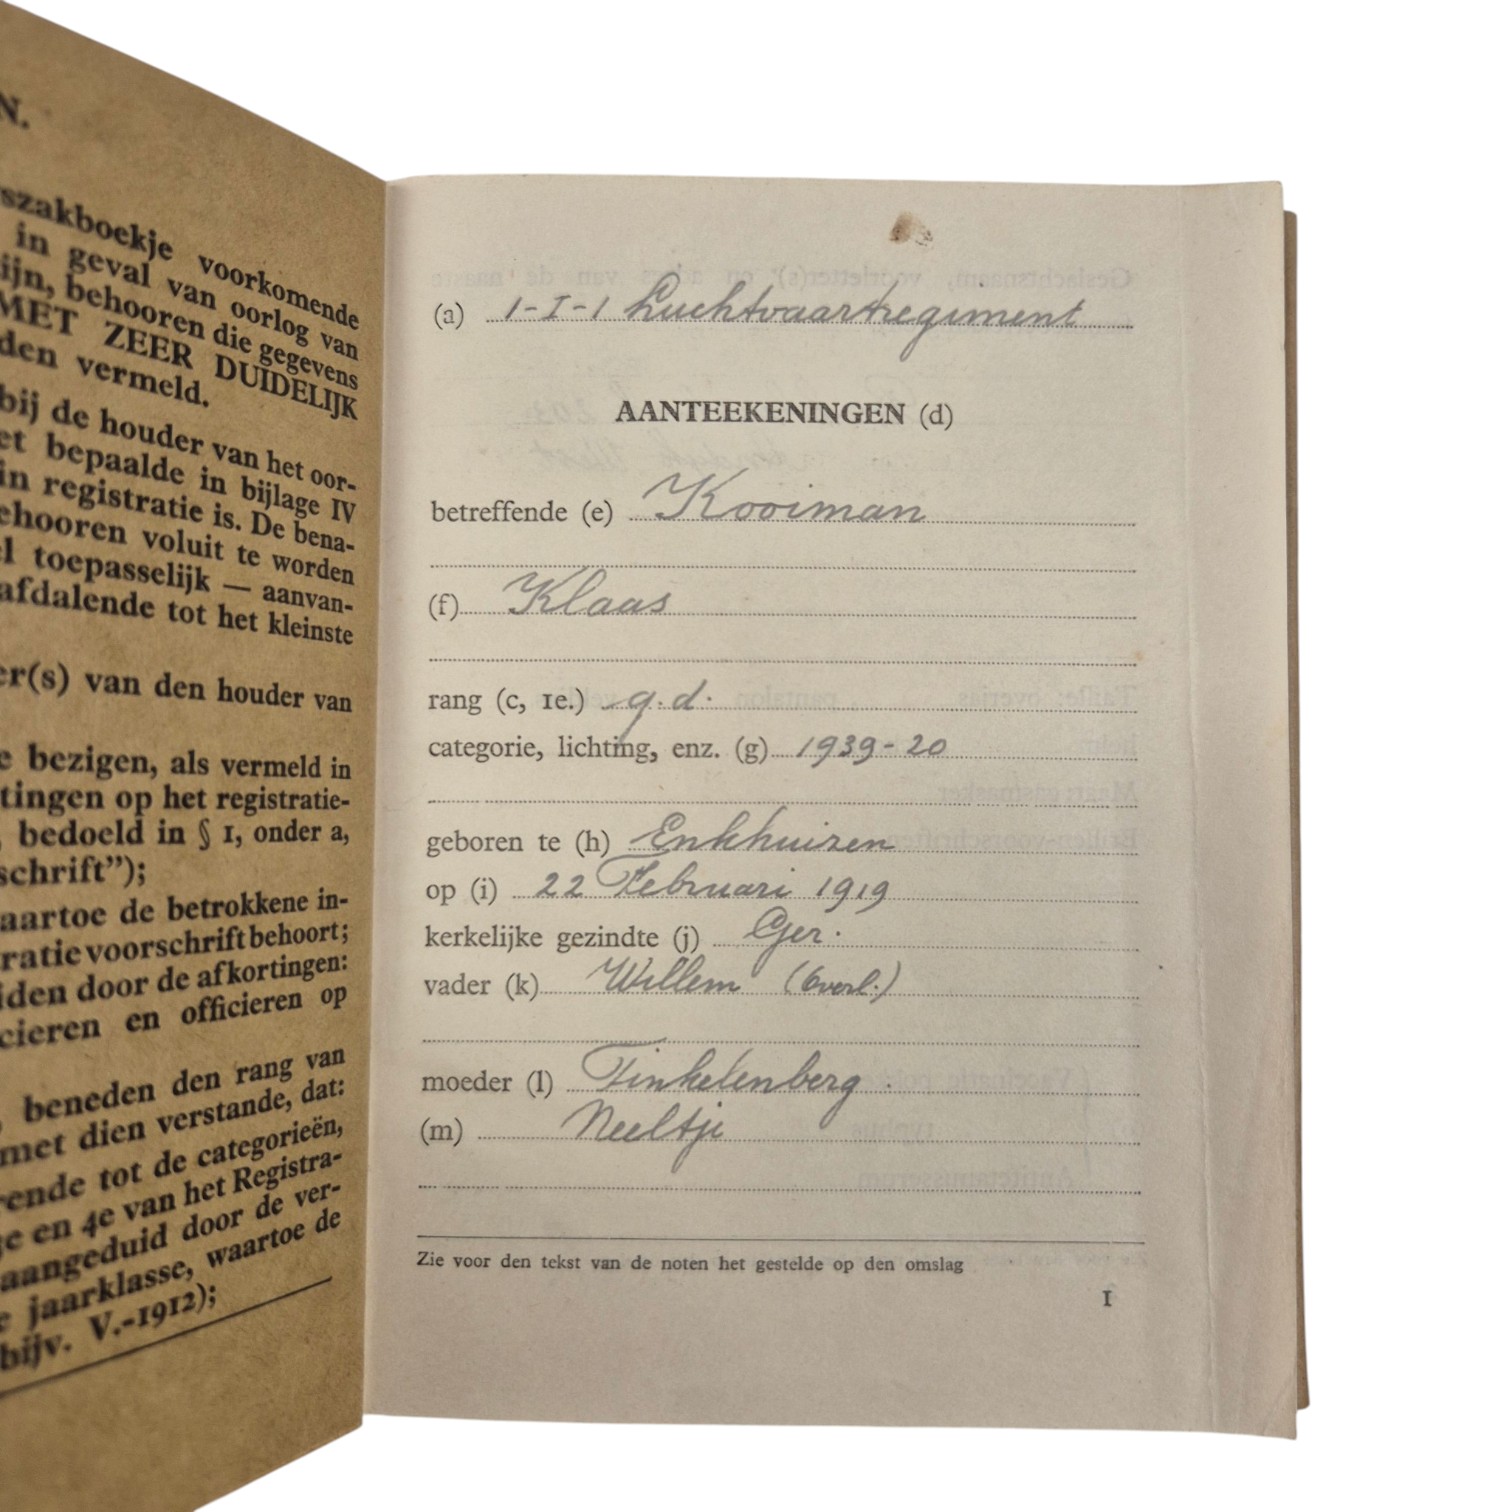 N.
szakboekje voorkomende
in geval van oorlog van
ijn, behooren die gegevens
MET ZEER DUIDELIJK
den vermeld.
bij de houder van het oor-
et bepaalde in bijlage IV
in registratie is. De bena-
ehooren voluit te worden
el toepasselijk — aanvan-
afdalende tot het kleinste
er(s) van den houder van
e bezigen, als vermeld in
tingen op het registratie-
, bedoeld in § 1, onder a,
schrift");
aartoe de betrokkene in-
ratievoorschrift behoort;
iden door de afkortingen:
cieren en officieren op
, beneden den rang van
met dien verstande, dat:
rende tot de categorieën,
3e en 4e van het Registra-
aangeduid door de ver-
e jaarklasse, waartoe de
bijv. V.-1912);
(a) 1-I-1 Luchtvaartregiment
AANTEEKENINGEN (d)
betreffende (e) Kooiman
(f) Klaas
rang (c, 1e.) g.d.
categorie, lichting, enz. (g) 1939-20
geboren te (h) Enkhuizen
op (i) 22 Februari 1919
kerkelijke gezindte (j) Ger.
vader (k) Willem (overl.)
moeder (l) Finkelenberg.
(m) Neeltje
Zie voor den tekst van de noten het gestelde op den omslag
1